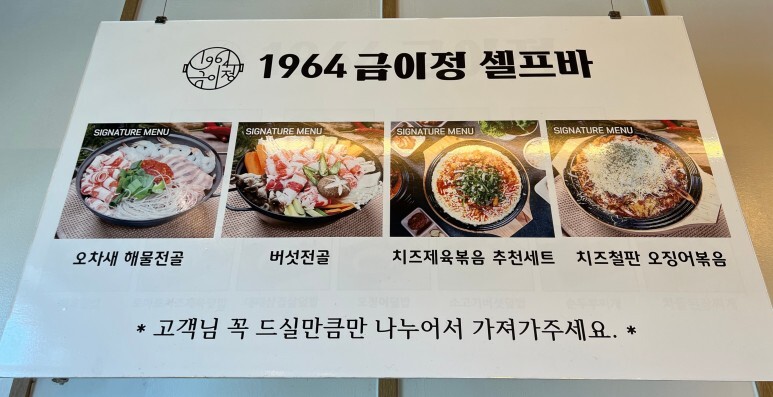 1964
금이정
1964 금이정 셀프바
SIGNATURE MENU
SIGNATURE MENU
SIGNATURE MENU
SIGNATURE MENU
오차새 해물전골
버섯전골
치즈제육볶음 추천세트
치즈철판 오징어볶음
* 고객님 꼭 드실만큼만 나누어서 가져가주세요. *